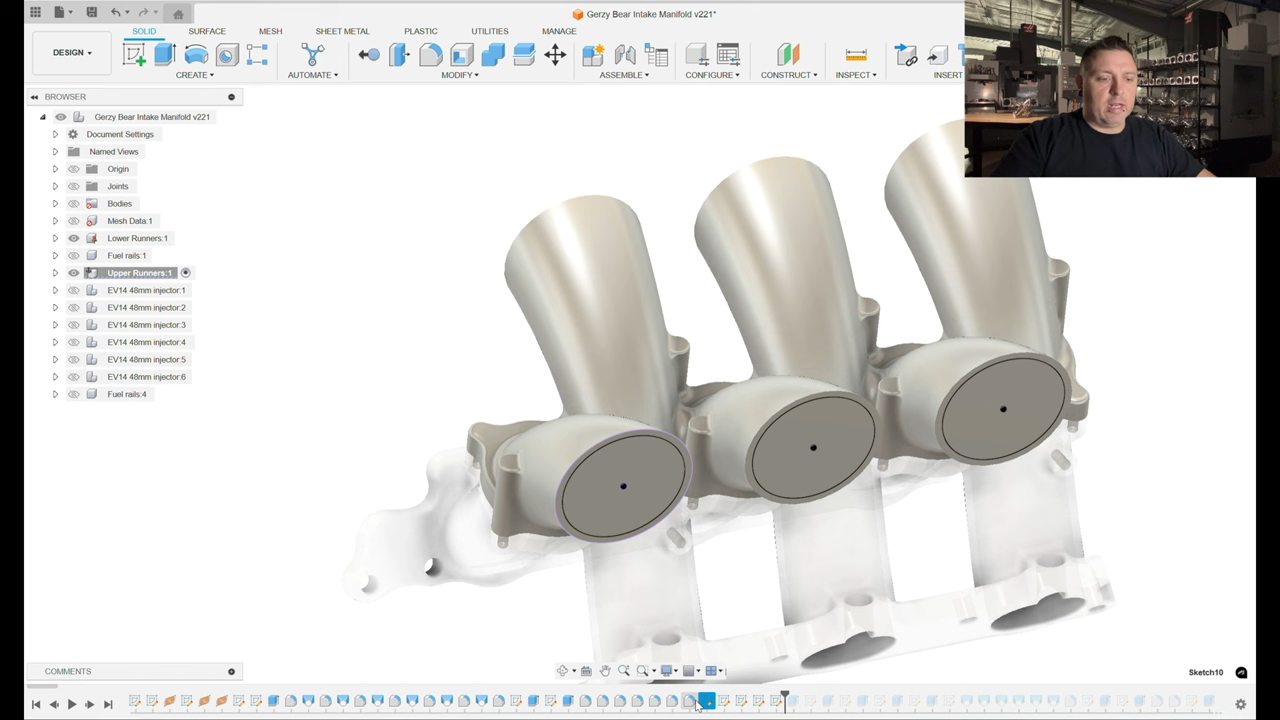 Gerzy Bear Intake Manifold v221*
SOLID SURFACE MESH SHEET METAL PLASTIC UTILITIES MANAGE
DESIGN
CREATE AUTOMATE MODIFY ASSEMBLE CONFIGURE CONSTRUCT INSPECT INSERT
BROWSER
Gerzy Bear Intake Manifold v221
Document Settings
Named Views
Origin
Joints
Bodies
Mesh Data:1
Lower Runners:1
Fuel rails:1
Upper Runners:1
EV14 48mm injector:1
EV14 48mm injector:2
EV14 48mm injector:3
EV14 48mm injector:4
EV14 48mm injector:5
EV14 48mm injector:6
Fuel rails:4
COMMENTS
Sketch10